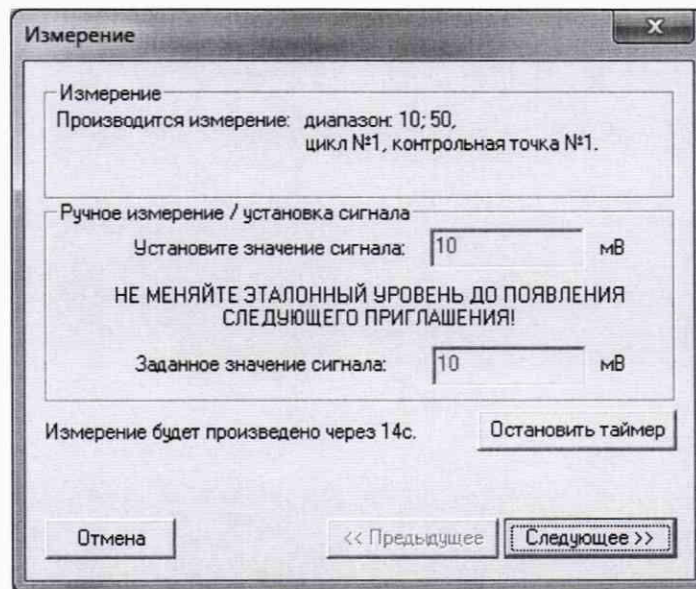 Измерение
X
Измерение
Производится измерение: диапазон: 10; 50,
цикл №1, контрольная точка №1.
Ручное измерение / установка сигнала
Установите значение сигнала: 10 мВ
НЕ МЕНЯЙТЕ ЭТАЛОННЫЙ УРОВЕНЬ ДО ПОЯВЛЕНИЯ
СЛЕДУЮЩЕГО ПРИГЛАШЕНИЯ!
Заданное значение сигнала: 10 мВ
Измерение будет произведено через 14с. Остановить таймер
Отмена << Предыдущее Следующее >>